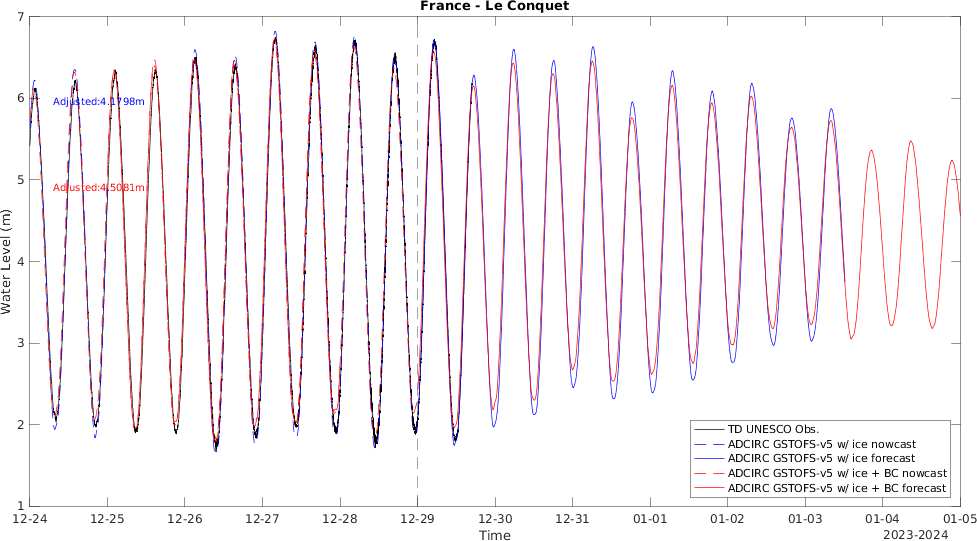 France - Le Conquet
7
6
5
4
3
2
1
Water Level (m)
Adjusted:4.1798m
Adjusted:4.5081m
TD UNESCO Obs.
ADCIRC GSTOFS-v5 w/ ice nowcast
ADCIRC GSTOFS-v5 w/ ice forecast
ADCIRC GSTOFS-v5 w/ ice + BC nowcast
ADCIRC GSTOFS-v5 w/ ice + BC forecast
12-24 12-25 12-26 12-27 12-28 12-29 12-30 12-31 01-01 01-02 01-03 01-04 01-05
Time
2023-2024